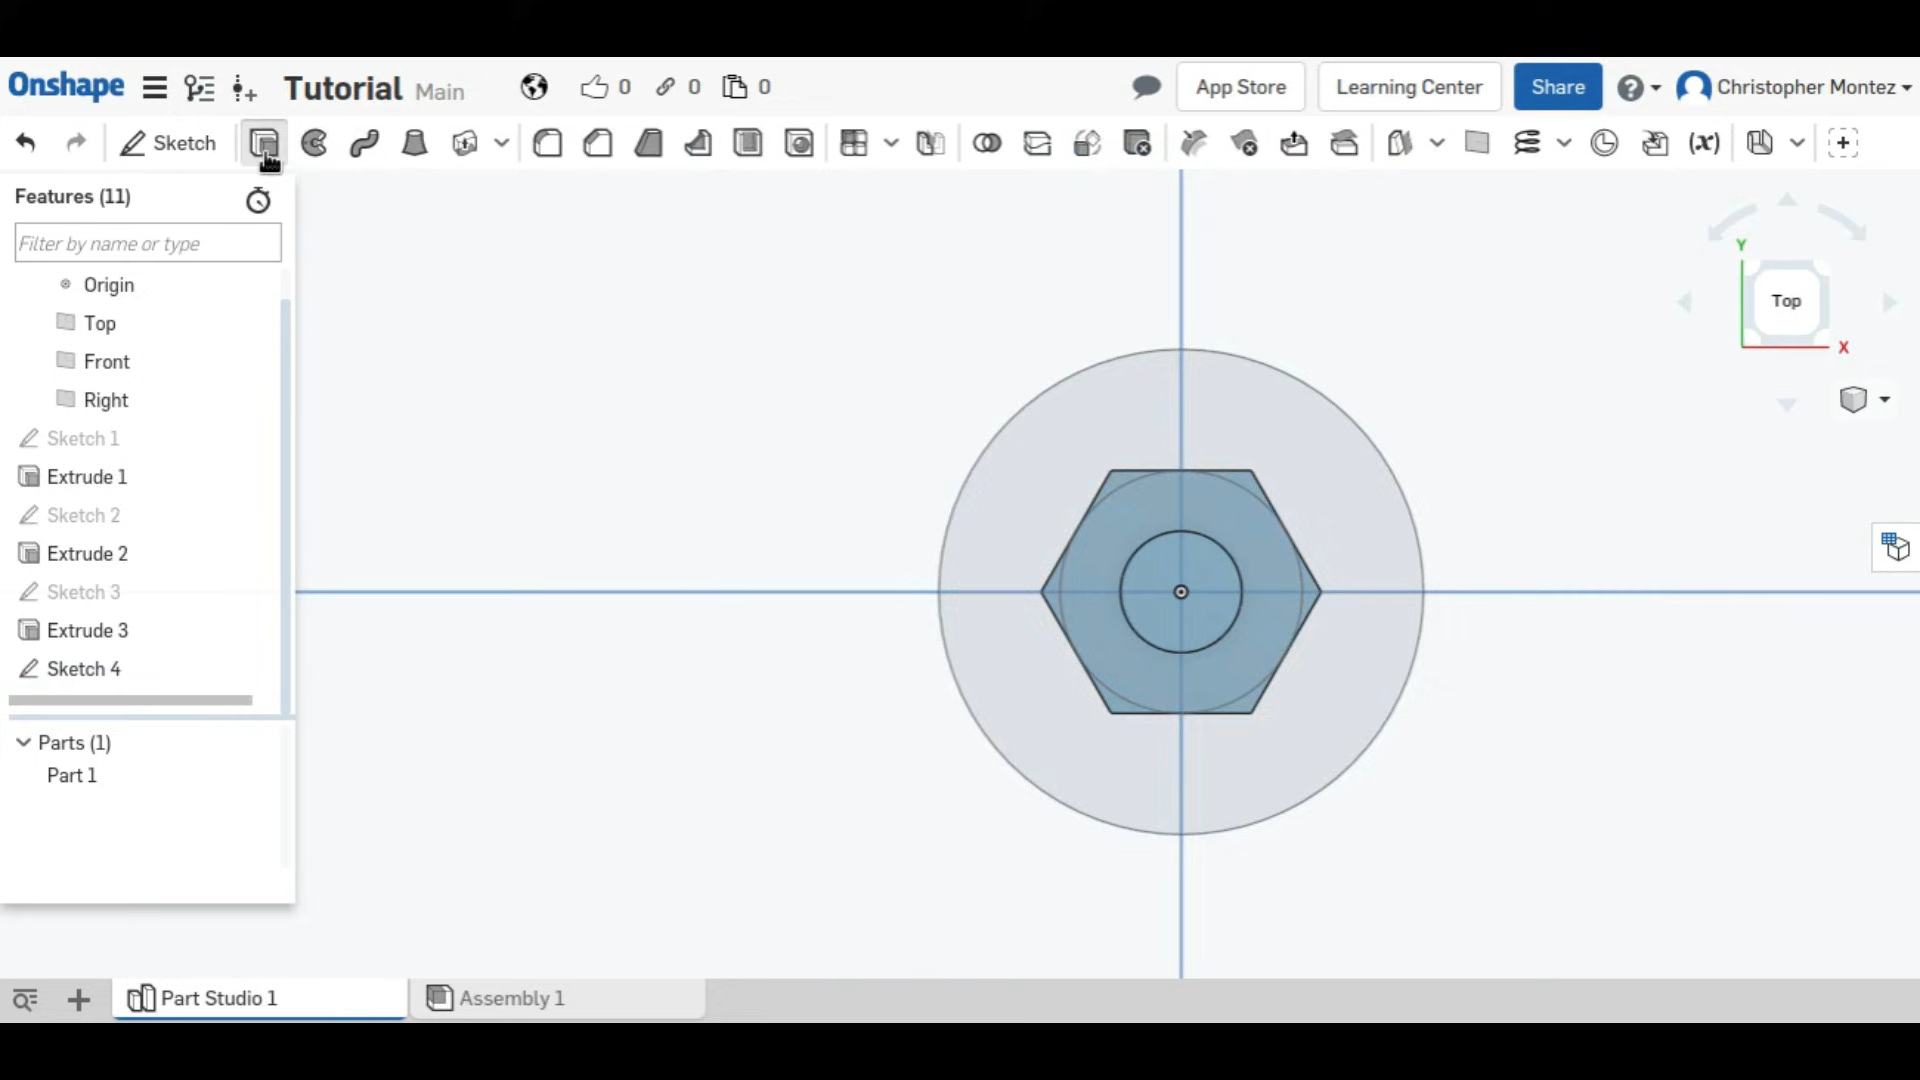 Onshape Tutorial Main 0 0 0 App Store Learning Center Share Christopher Montez
Sketch (x)
Features (11)
Filter by name or type
Origin
Top
Front
Right
Sketch 1
Extrude 1
Sketch 2
Extrude 2
Sketch 3
Extrude 3
Sketch 4
Parts (1)
Part 1
Y
Top
X
Part Studio 1 Assembly 1